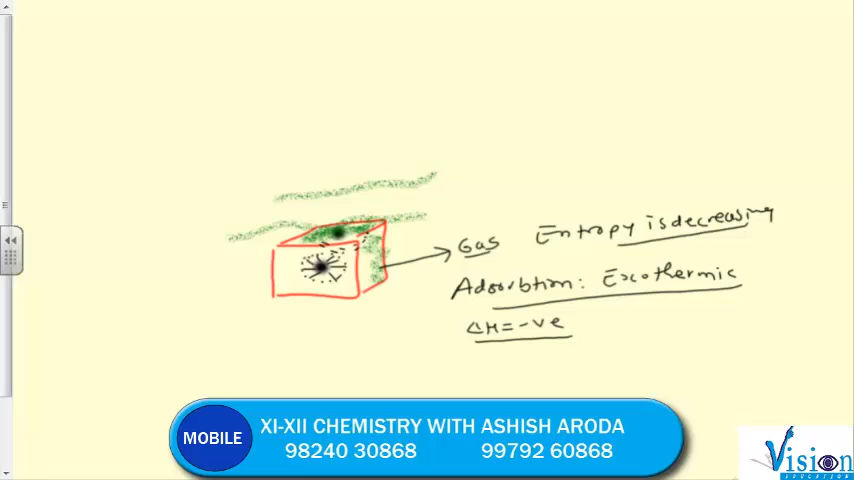 Gas Entropy is decreasing
Adsorbtion: Exothermic
ΔH=-ve
MOBILE
XI-XII CHEMISTRY WITH ASHISH ARODA
98240 30868 99792 60868
Vision
EDUCATION